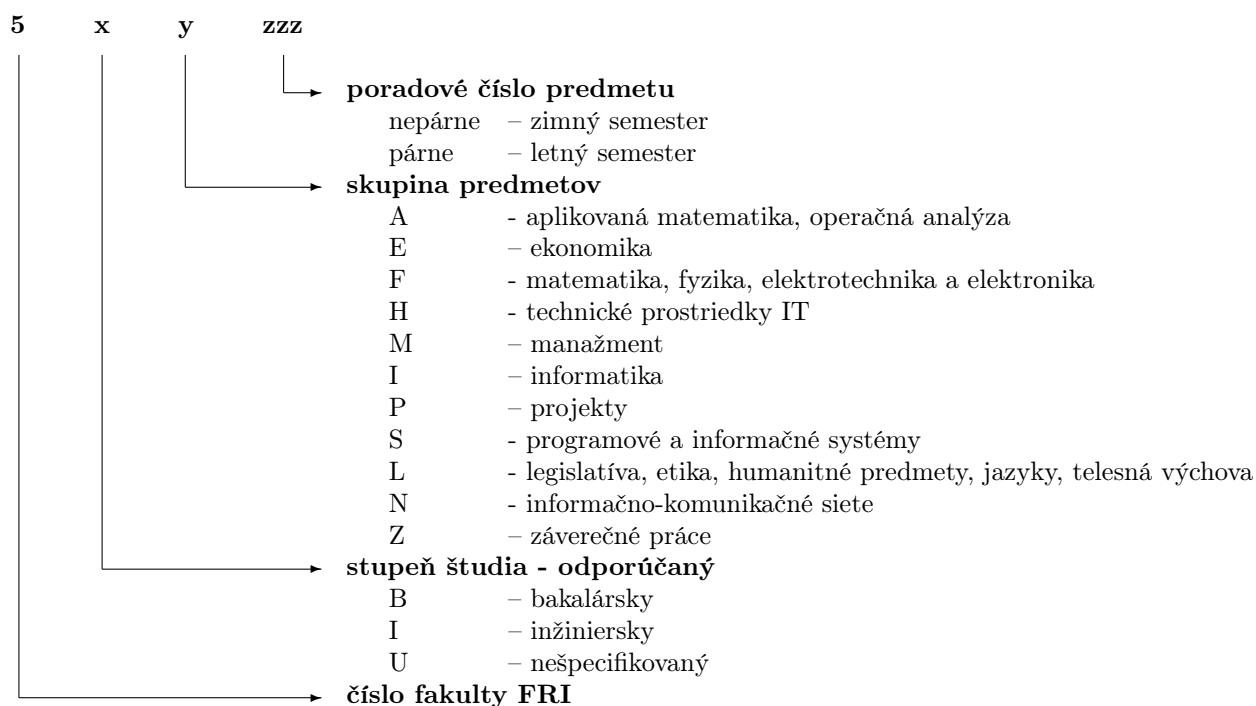 5 x y zzz
poradové číslo predmetu
nepárne – zimný semester
párne – letný semester
skupina predmetov
A - aplikovaná matematika, operačná analýza
E – ekonomika
F - matematika, fyzika, elektrotechnika a elektronika
H - technické prostriedky IT
M – manažment
I – informatika
P – projekty
S - programové a informačné systémy
L - legislatíva, etika, humanitné predmety, jazyky, telesná výchova
N - informačno-komunikačné siete
Z – záverečné práce
stupeň štúdia - odporúčaný
B – bakalársky
I – inžiniersky
U – nešpecifikovaný
číslo fakulty FRI